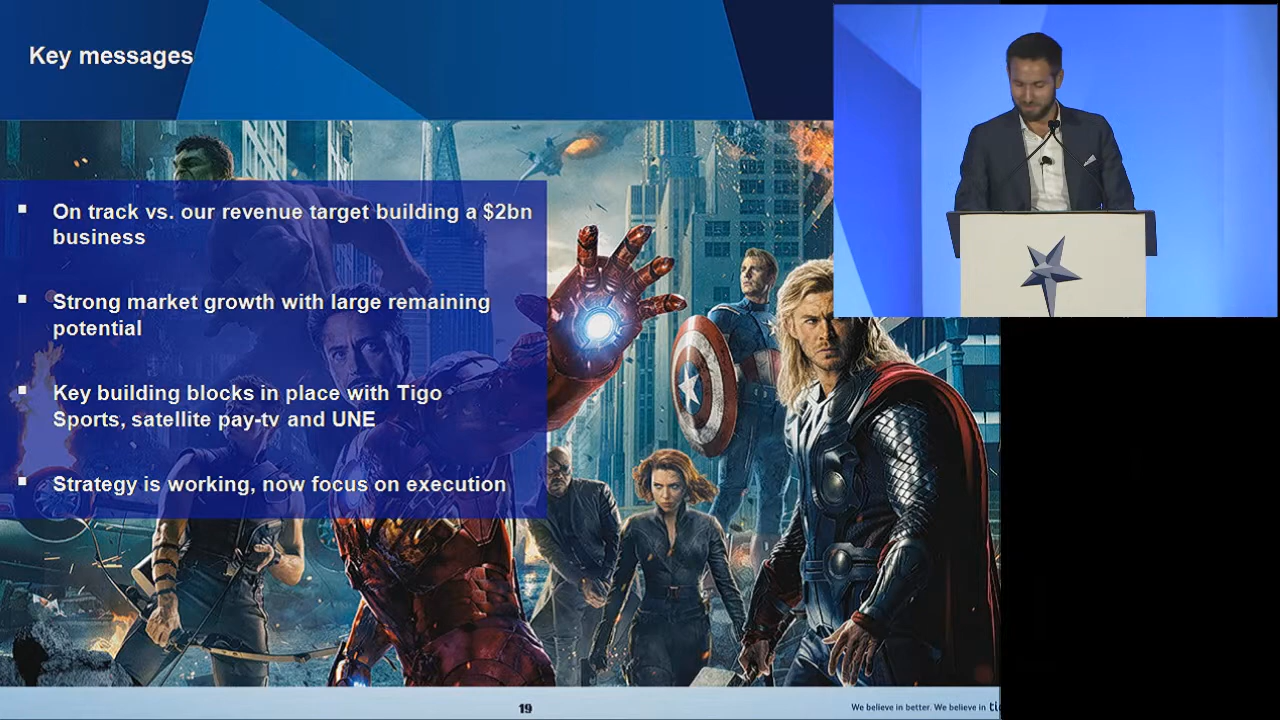 Key messages
On track vs. our revenue target building a $2bn
business
Strong market growth with large remaining
potential
Key building blocks in place with Tigo
Sports, satellite pay-tv and UNE
Strategy is working, now focus on execution
19
We believe in better. We believe in